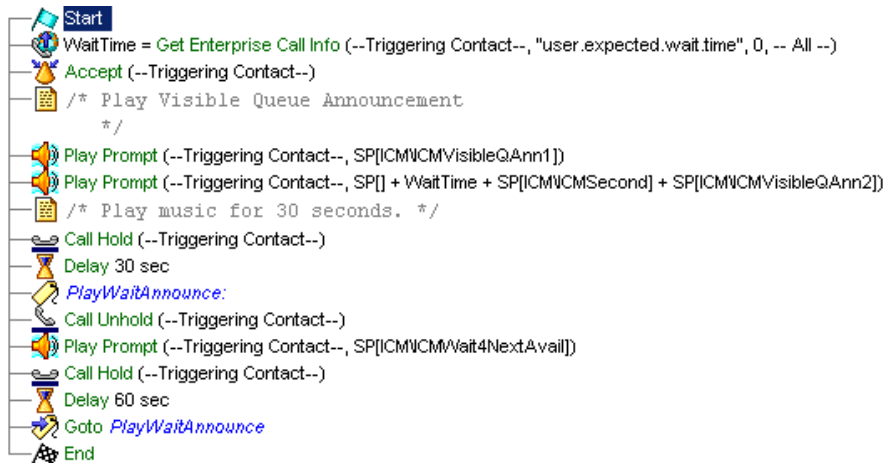 Start
WaitTime = Get Enterprise Call Info (--Triggering Contact--, "user.expected.wait.time", 0, -- All --)
Accept (--Triggering Contact--)
/* Play Visible Queue Announcement
*/
Play Prompt (--Triggering Contact--, SP[ICM\ICMVisibleQAnn1])
Play Prompt (--Triggering Contact--, SP[] + WaitTime + SP[ICM\ICMSecond] + SP[ICM\ICMVisibleQAnn2])
/* Play music for 30 seconds. */
Call Hold (--Triggering Contact--)
Delay 30 sec
PlayWaitAnnounce:
Call Unhold (--Triggering Contact--)
Play Prompt (--Triggering Contact--, SP[ICM\ICMWait4NextAvail])
Call Hold (--Triggering Contact--)
Delay 60 sec
Goto PlayWaitAnnounce
End